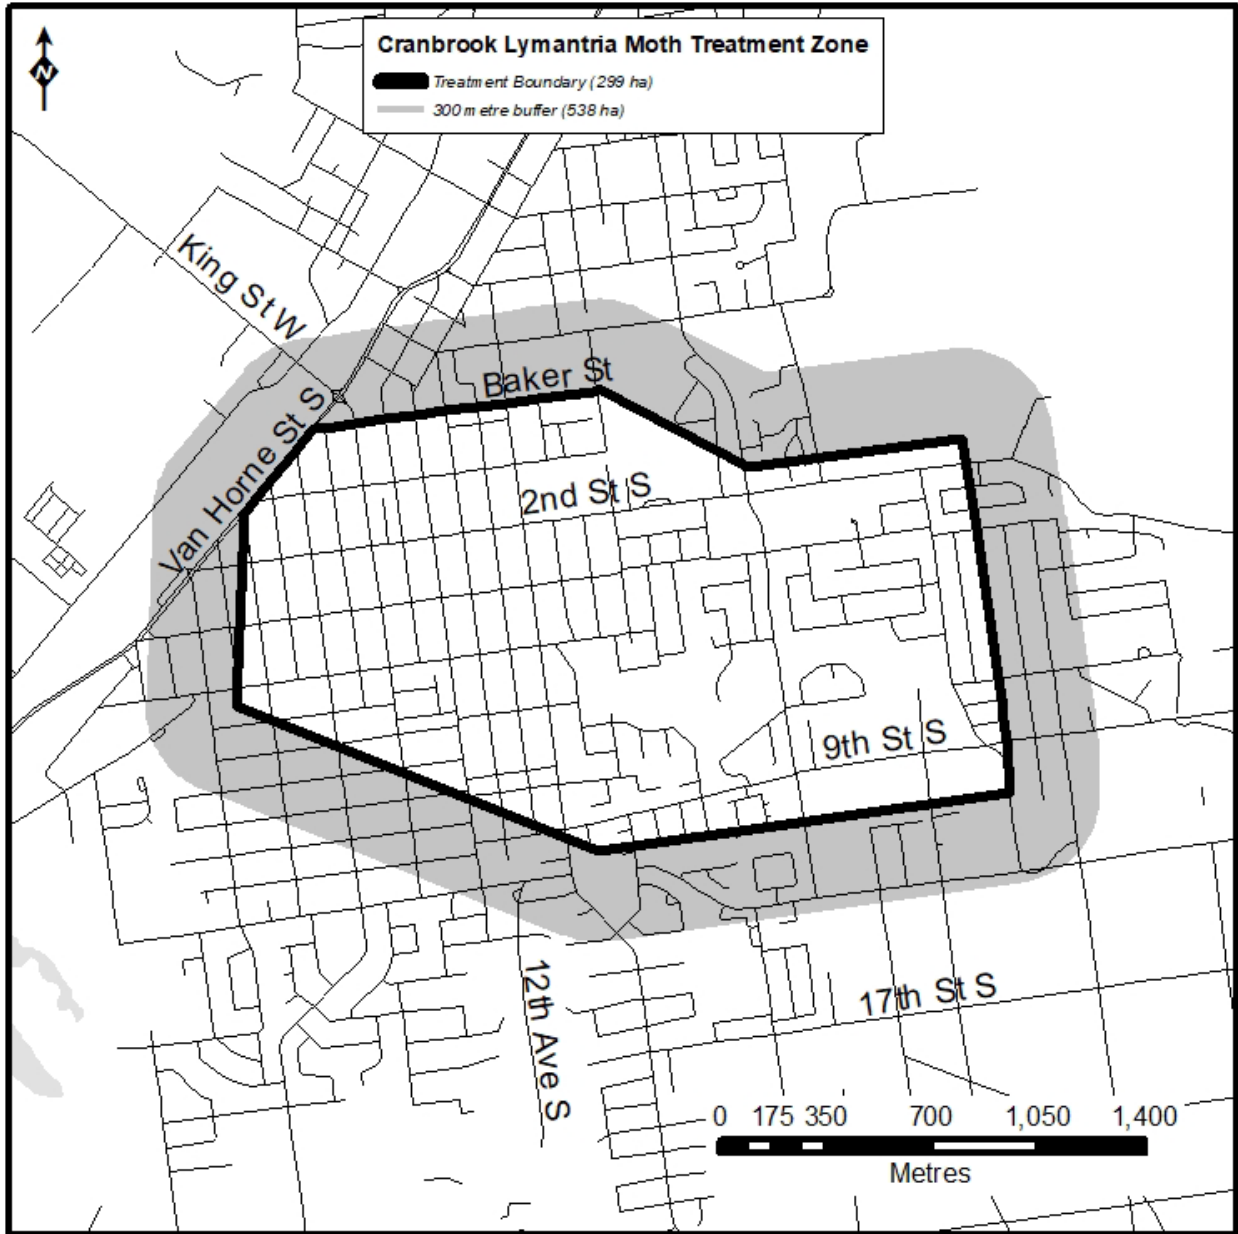 N
Cranbrook Lymantria Moth Treatment Zone
Treatment Boundary (299 ha)
300 metre buffer (538 ha)
King St W
Baker St
Van Horne St S
2nd St S
9th St S
12th Ave S
17th St S
0 175 350 700 1,050 1,400
Metres